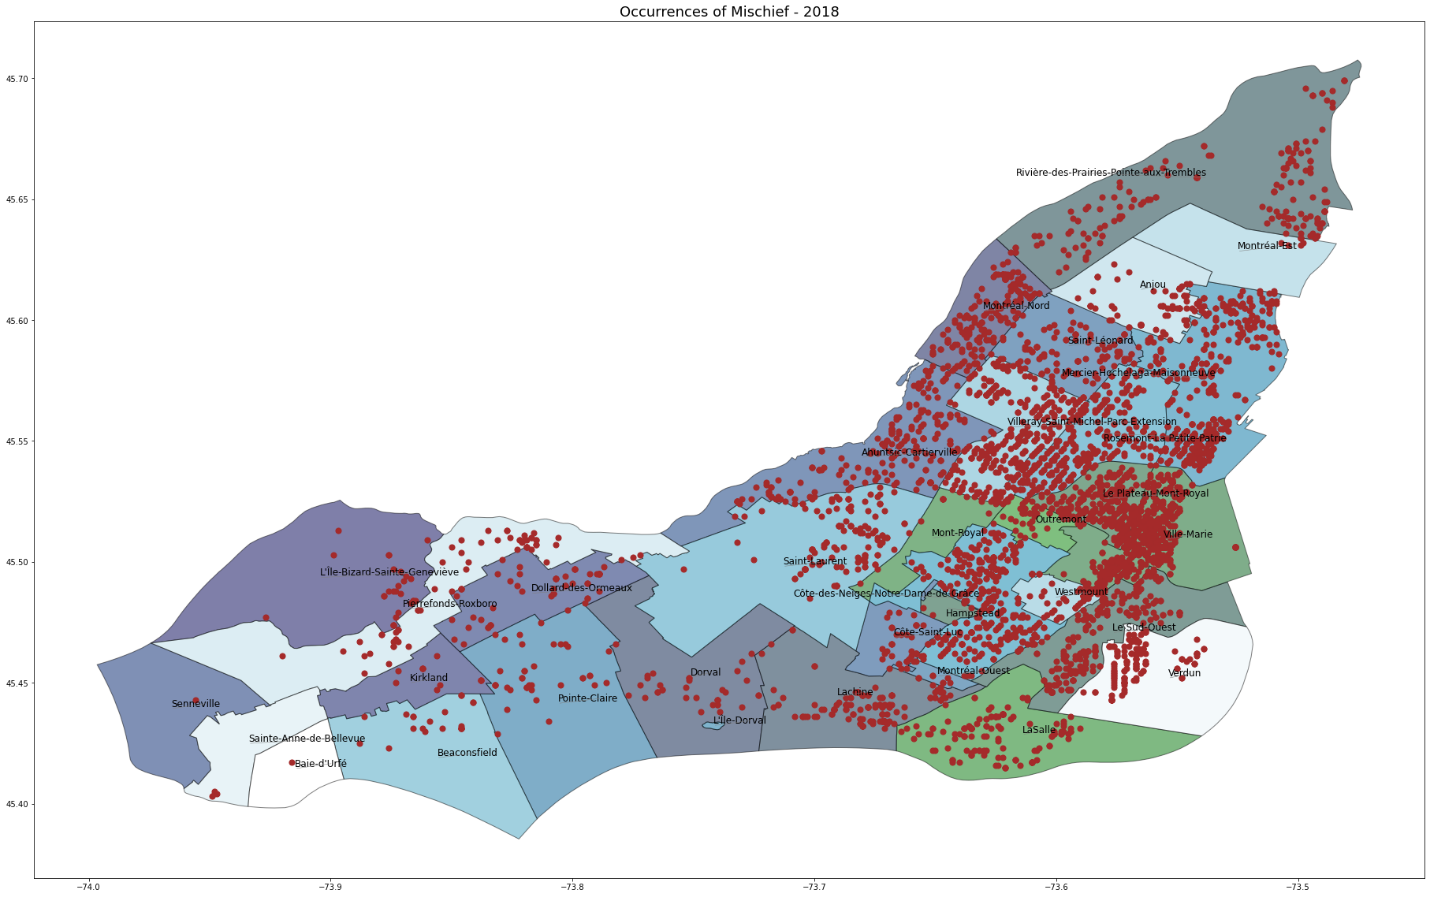 Occurrences of Mischief - 2018
45.70
Rivière-des-Prairies-Pointe-aux-Trembles
45.65
Montréal-Est
Anjou
Montréal-Nord
45.60
Saint-Léonard
Mercier-Hochelaga-Maisonneuve
Villeray-Saint-Michel-Parc-Extension
Rosemont-La Petite-Patrie
45.55
Ahuntsic-Cartierville
Le Plateau-Mont-Royal
Outremont
Mont-Royal
Ville-Marie
45.50
Saint-Laurent
L'Île-Bizard-Sainte-Geneviève
Dollard-des-Ormeaux
Côte-des-Neiges-Notre-Dame-de-Grâce
Westmount
Pierrefonds-Roxboro
Hampstead
Le Sud-Ouest
Côte-Saint-Luc
Dorval
Montréal-Ouest
Verdun
45.45
Kirkland
Lachine
Pointe-Claire
Senneville
L'Île-Dorval
LaSalle
Sainte-Anne-de-Bellevue
Beaconsfield
Baie-d'Urfé
45.40
−74.0
−73.9
−73.8
−73.7
−73.6
−73.5